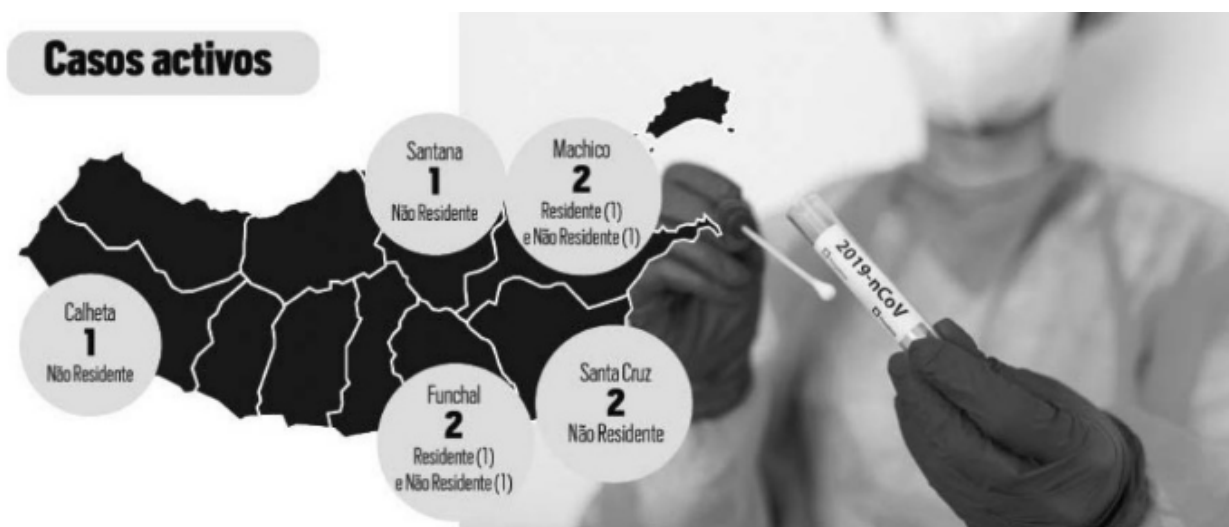 Casos activos
Santana
1
Não Residente
Machico
2
Residente (1)
e Não Residente (1)
Calheta
1
Não Residente
Funchal
2
Residente (1)
e Não Residente (1)
Santa Cruz
2
Não Residente
2019-nCoV